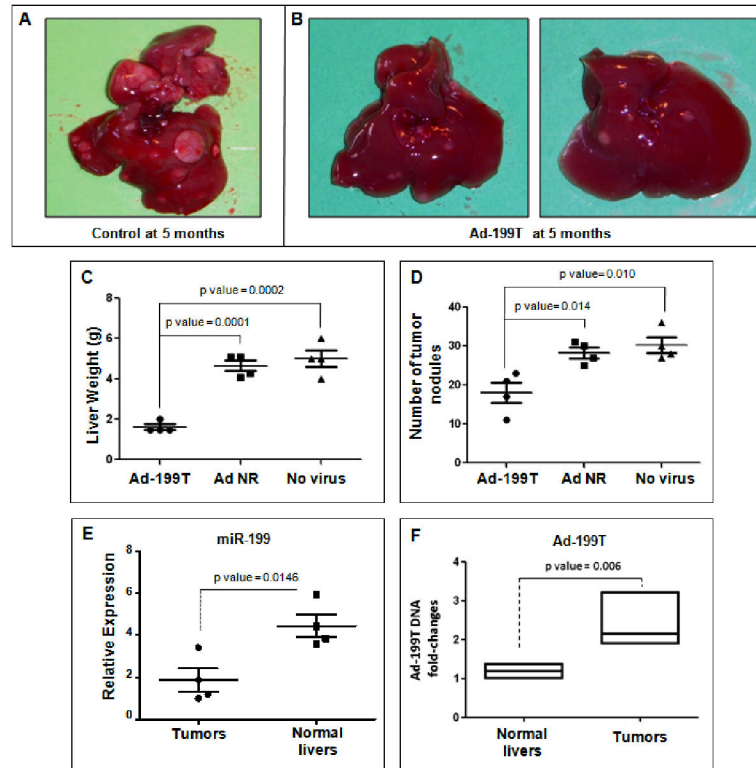 A
B
Control at 5 months
Ad-199T at 5 months
C
p value = 0.0002
p value = 0.0001
Liver Weight (g)
8
6
4
2
0
Ad-199T Ad NR No virus
D
p value= 0.010
p value = 0.014
Number of tumor
nodules
40
30
20
10
0
Ad-199T Ad NR No virus
E
miR-199
p value = 0.0146
Relative Expression
8
6
4
2
0
Tumors Normal
livers
F
Ad-199T
p value = 0.006
Ad-199T DNA
fold-changes
4
3
2
1
0
Normal Tumors
livers